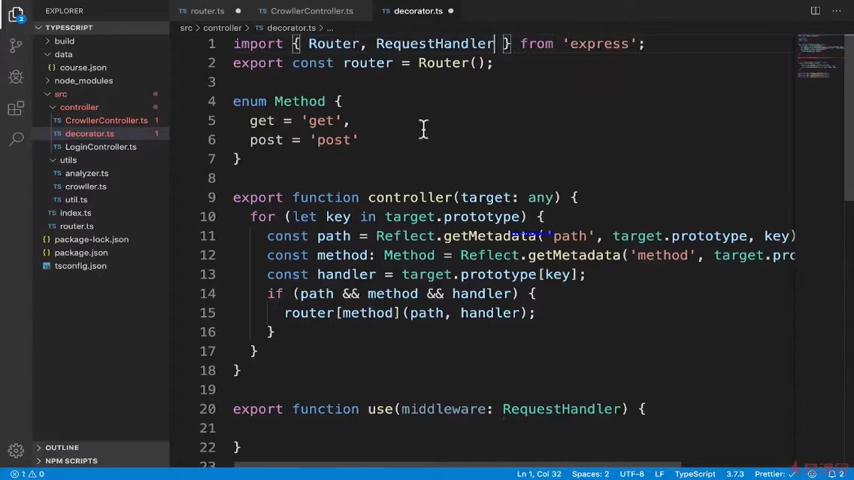 EXPLORER
router.ts
CrowllerController.ts
decorator.ts
TYPESCRIPT
build
data
course.json
node_modules
src
controller
CrowllerController.ts 1
decorator.ts 1
LoginController.ts
utils
analyzer.ts
crowller.ts
util.ts
index.ts
router.ts
package-lock.json
package.json
tsconfig.json
OUTLINE
NPM SCRIPTS
src > controller > decorator.ts > ...
1 import { Router, RequestHandler } from 'express';
2 export const router = Router();
3
4 enum Method {
5 get = 'get',
6 post = 'post'
7 }
8
9 export function controller(target: any) {
10 for (let key in target.prototype) {
11 const path = Reflect.getMetadata('path', target.prototype, key)
12 const method: Method = Reflect.getMetadata('method', target.pro
13 const handler = target.prototype[key];
14 if (path && method && handler) {
15 router[method](path, handler);
16 }
17 }
18 }
19
20 export function use(middleware: RequestHandler) {
21
22 }
23
1 0 Ln 1, Col 32 Spaces: 2 UTF-8 LF TypeScript 3.7.3 Prettier: ✓ 2